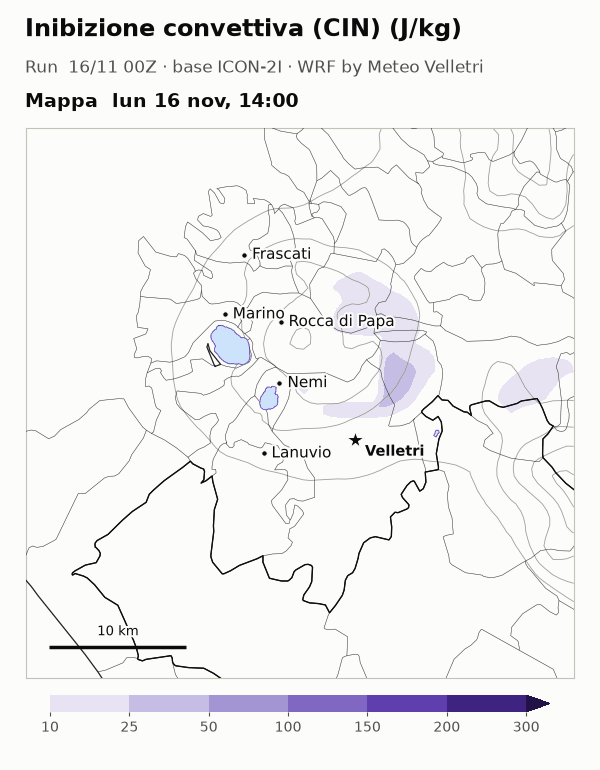 Inibizione convettiva (CIN) (J/kg)
Run  16/11 00Z · base ICON-2I · WRF by Meteo Velletri
Mappa  lun 16 nov, 14:00
Frascati
Marino
Rocca di Papa
Nemi
Velletri
Lanuvio
10 km
10 25 50 100 150 200 300